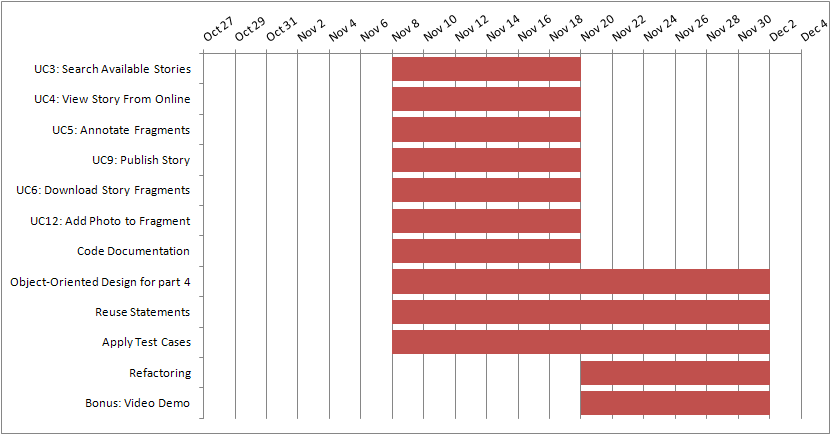 Oct 27
Oct 29
Oct 31
Nov 2
Nov 4
Nov 6
Nov 8
Nov 10
Nov 12
Nov 14
Nov 16
Nov 18
Nov 20
Nov 22
Nov 24
Nov 26
Nov 28
Nov 30
Dec 2
Dec 4
UC3: Search Available Stories
UC4: View Story From Online
UC5: Annotate Fragments
UC9: Publish Story
UC6: Download Story Fragments
UC12: Add Photo to Fragment
Code Documentation
Object-Oriented Design for part 4
Reuse Statements
Apply Test Cases
Refactoring
Bonus: Video Demo